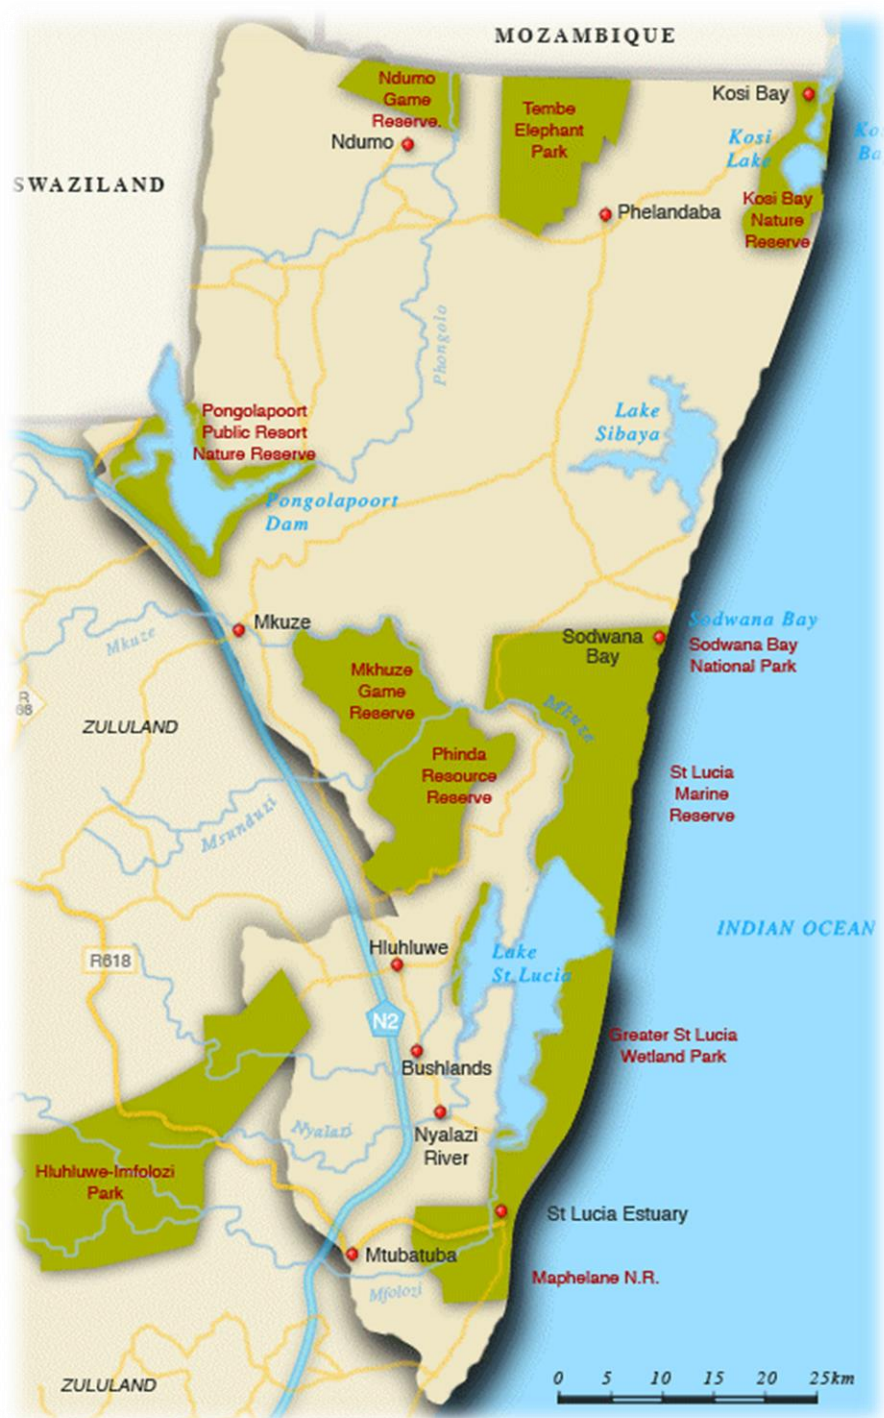 MOZAMBIQUE
Ndumo
Game
Reserve.
Ndumo
Tembe
Elephant
Park
Kosi Bay
Kosi
Lake
Ko
Ba
SWAZILAND
Kosi Bay
Nature
Reserve
Phelandaba
Phongolo
Pongolapoort
Public Resort
Nature Reserve
Lake
Sibaya
Pongolapoort
Dam
Mkuze
Mkuze
Sodwana
Bay
Sodwana Bay
Sodwana Bay
National Park
Mkhuze
Game
Reserve
R
ZULULAND
Mkuze
Phinda
Resource
Reserve
St Lucia
Marine
Reserve
Msunduzi
INDIAN OCEAN
Hluhluwe
Lake
St Lucia
R618
N2
Greater St Lucia
Wetland Park
Bushlands
Nyalazi
Nyalazi
River
Hluhluwe-Imfolozi
Park
St Lucia Estuary
Mtubatuba
Maphelane N.R.
Mfolozi
ZULULAND
0 5 10 15 20 25km